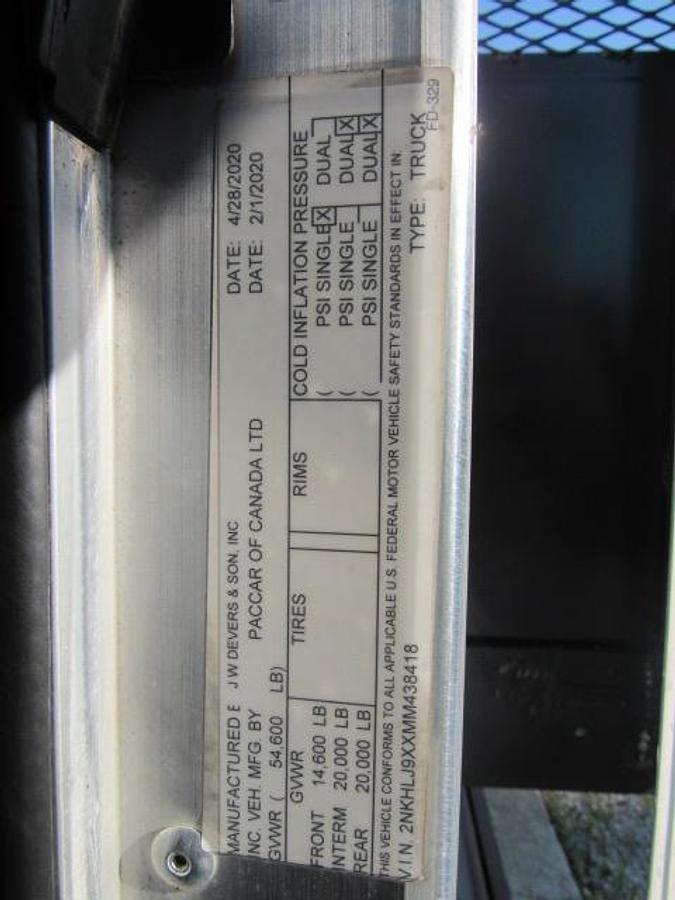 MANUFACTURED E J W DEVERS & SON, INC DATE: 4/28/2020
NC. VEH. MFG. BY PACCAR OF CANADA LTD DATE: 2/1/2020
GVWR ( 54,600 LB)
GVWR TIRES RIMS COLD INFLATION PRESSURE
FRONT 14,600 LB ( PSI SINGLE X DUAL
INTERM 20,000 LB ( PSI SINGLE DUAL X
REAR 20,000 LB ( PSI SINGLE DUAL X
THIS VEHICLE CONFORMS TO ALL APPLICABLE U.S. FEDERAL MOTOR VEHICLE SAFETY STANDARDS IN EFFECT IN:
V.I.N. 2NKHLJ9XXMM438418 TYPE: TRUCK
FD-329